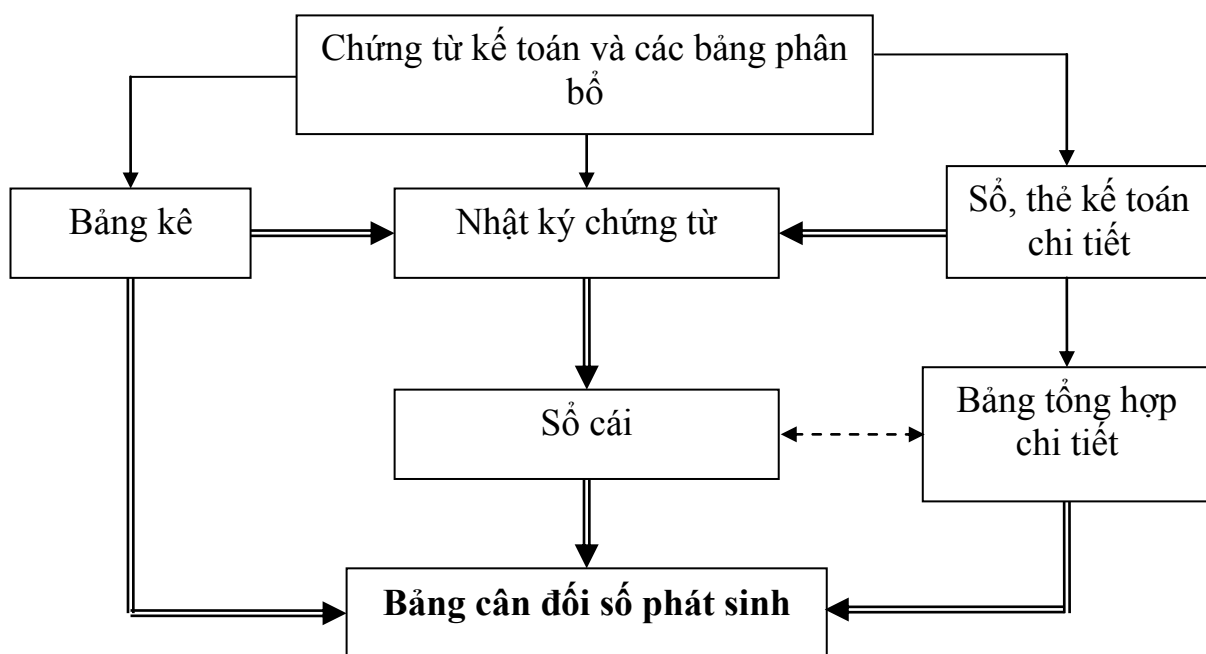 Chứng từ kế toán và các bảng phân
bổ
Bảng kê
Nhật ký chứng từ
Sổ, thẻ kế toán
chi tiết
Sổ cái
Bảng tổng hợp
chi tiết
Bảng cân đối số phát sinh